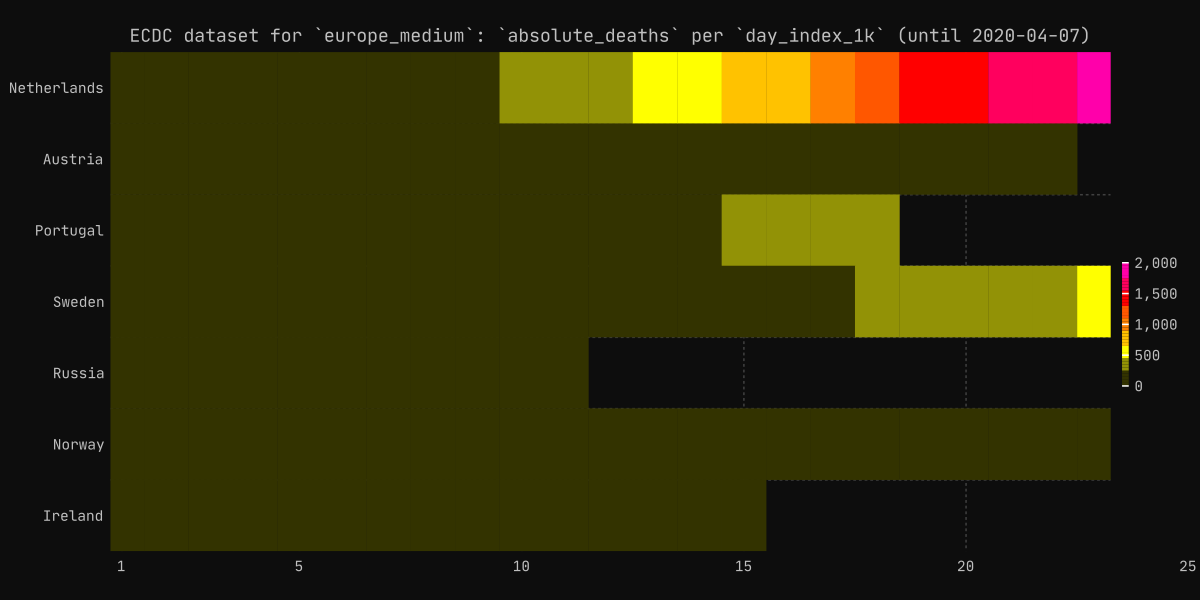 ECDC dataset for `europe_medium`: `absolute_deaths` per `day_index_1k` (until 2020-04-07)
Netherlands
Austria
Portugal
Sweden
Russia
Norway
Ireland
2,000
1,500
1,000
500
0
1 5 10 15 20 25